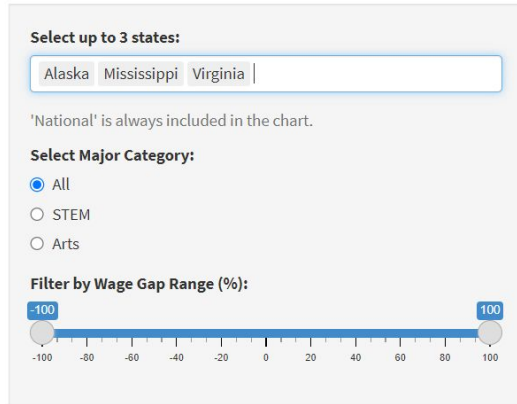 Select up to 3 states:
Alaska Mississippi Virginia
'National' is always included in the chart.
Select Major Category:
All
STEM
Arts
Filter by Wage Gap Range (%):
-100 100
-100 -80 -60 -40 -20 0 20 40 60 80 100